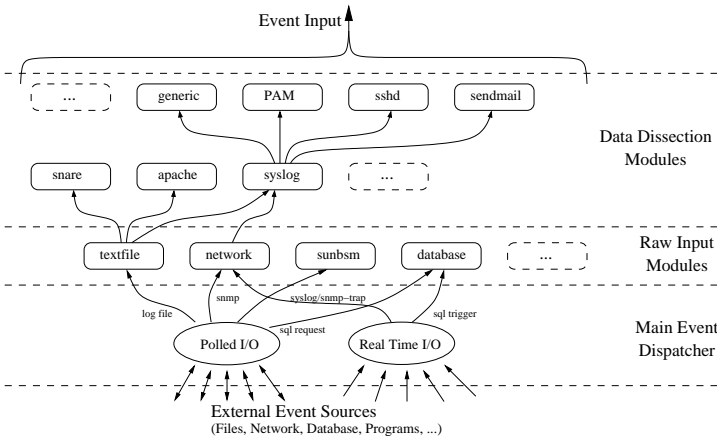 Event Input
...
generic
PAM
sshd
sendmail
Data Dissection
Modules
snare
apache
syslog
...
textfile
network
sunbsm
database
...
Raw Input
Modules
log file
snmp
syslog/snmp−trap
sql request
sql trigger
Polled I/O
Real Time I/O
Main Event
Dispatcher
External Event Sources
(Files, Network, Database, Programs, ...)